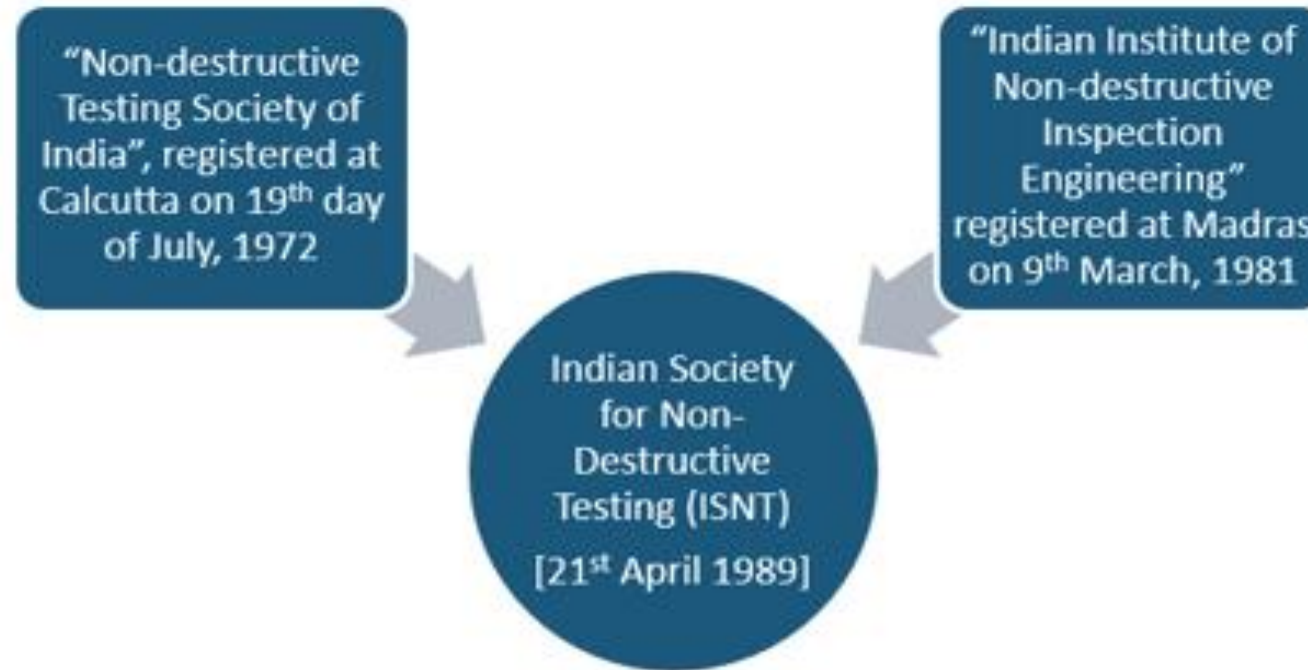 “Non-destructive
Testing Society of
India”, registered at
Calcutta on 19th day
of July, 1972
“Indian Institute of
Non-destructive
Inspection
Engineering”
registered at Madras
on 9th March, 1981
Indian Society
for Non-
Destructive
Testing (ISNT)
[21st April 1989]